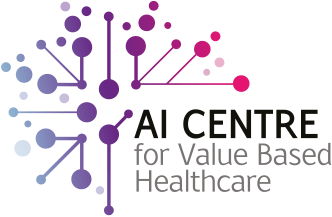 AI CENTRE
for Value Based
Healthcare